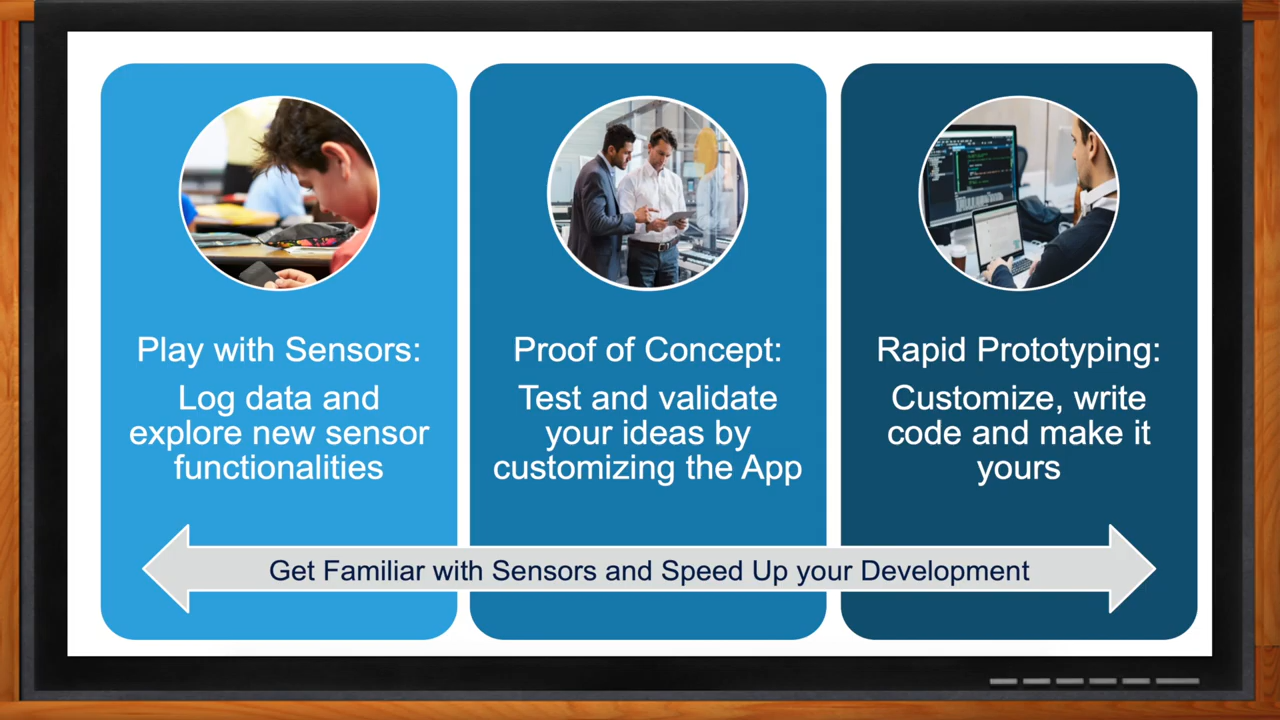 Play with Sensors:
Log data and
explore new sensor
functionalities
Proof of Concept:
Test and validate
your ideas by
customizing the App
Rapid Prototyping:
Customize, write
code and make it
yours
Get Familiar with Sensors and Speed Up your Development